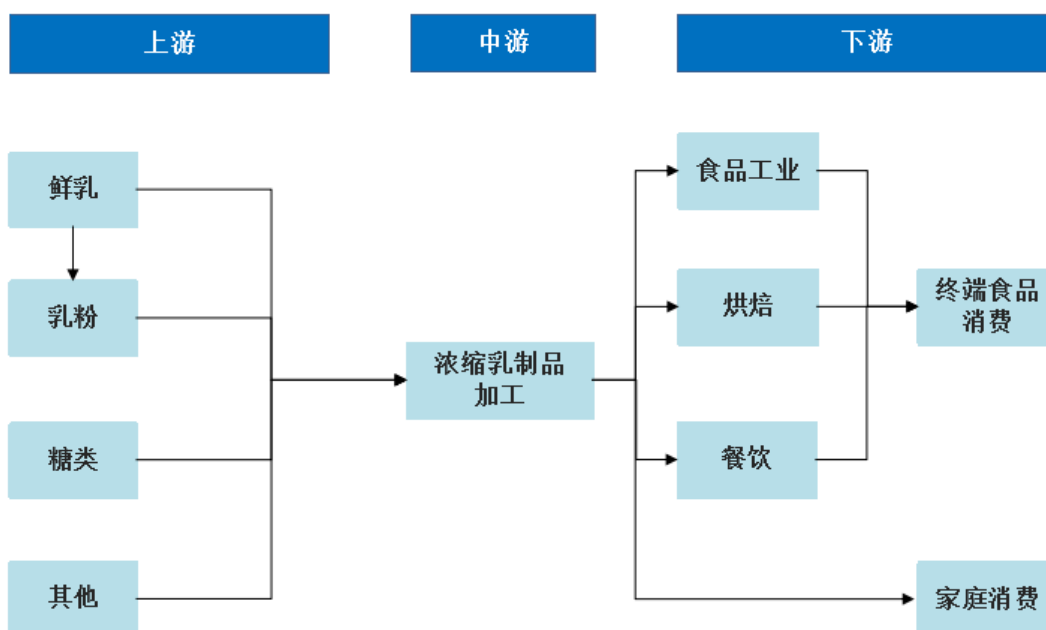 上游
中游
下游
鲜乳
乳粉
糖类
其他
浓缩乳制品
加工
食品工业
烘焙
餐饮
终端食品
消费
家庭消费